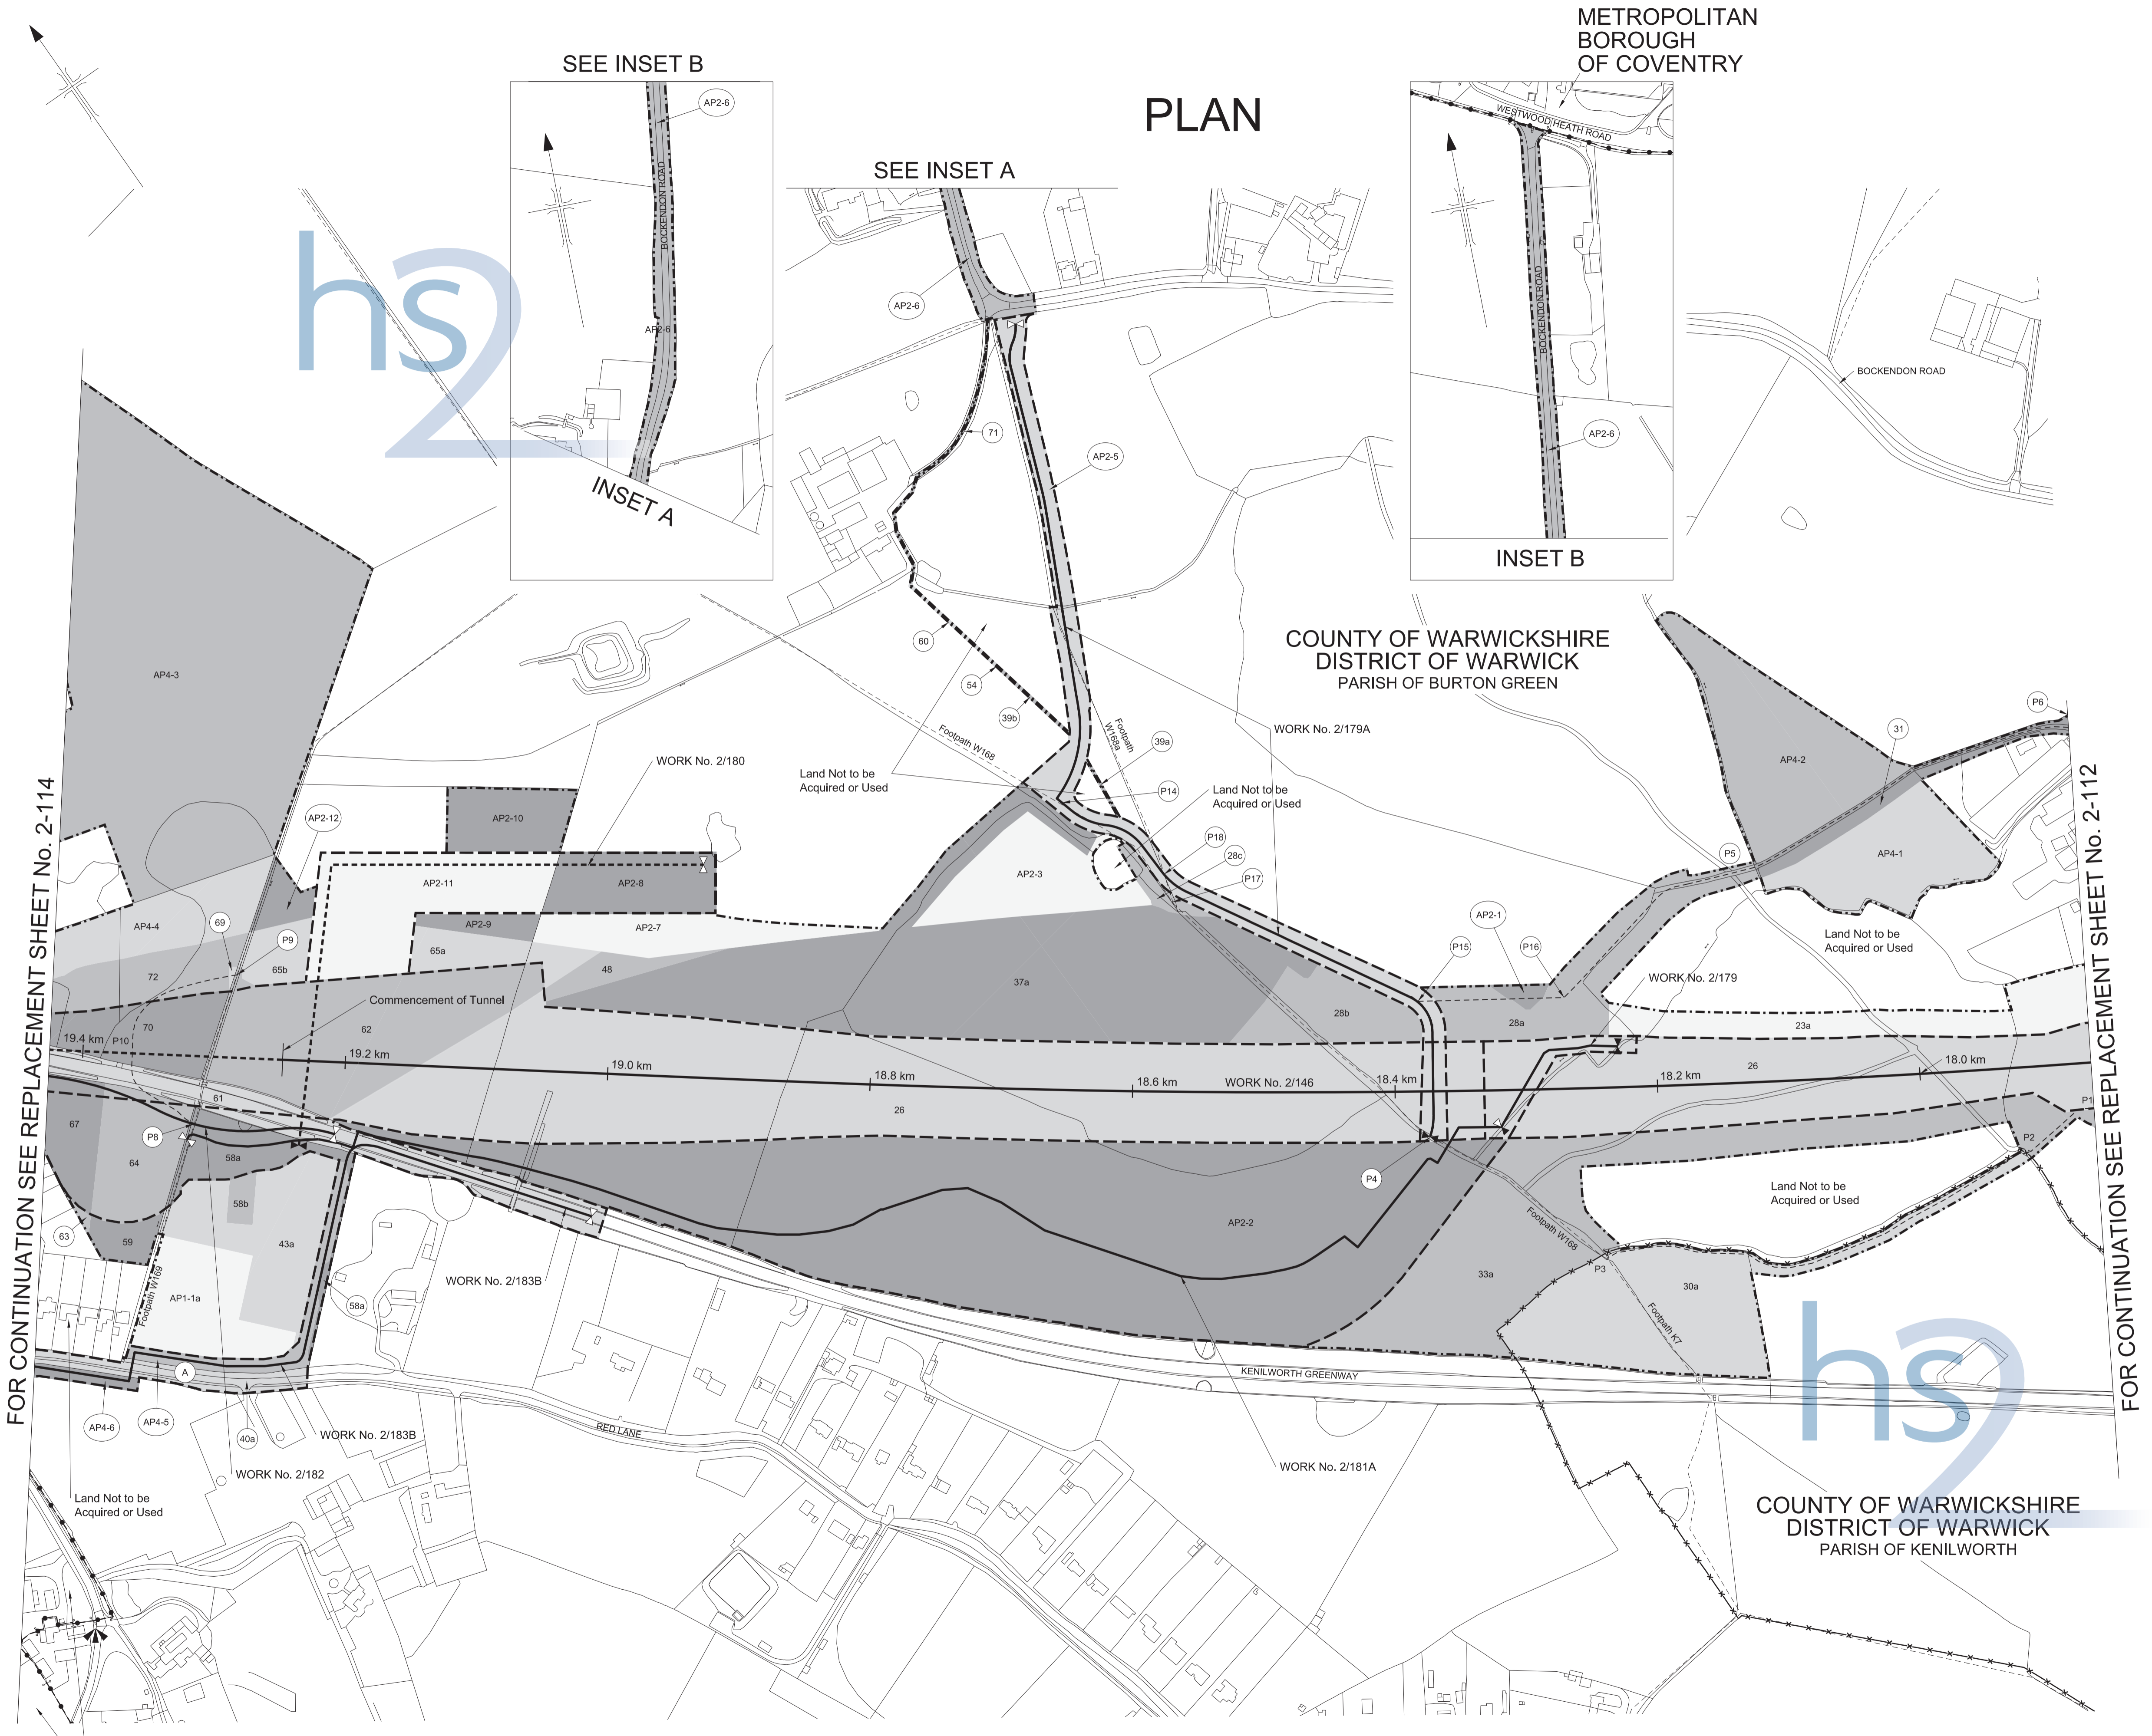 METROPOLITAN
BOROUGH
OF COVENTRY
SEE INSET B
PLAN
AP2-6
BOCKENDON ROAD
AP2-6
INSET A
SEE INSET A
AP2-6
WESTWOOD HEATH ROAD
BOCKENDON ROAD
AP2-6
INSET B
BOCKENDON ROAD
hs2
71
AP2-5
60
54
39b
Footpath W168
Footpath
W168a
39a
P14
Land Not to be
Acquired or Used
Land Not to be
Acquired or Used
P18
28c
P17
COUNTY OF WARWICKSHIRE
DISTRICT OF WARWICK
PARISH OF BURTON GREEN
WORK No. 2/179A
P6
31
AP4-2
AP4-1
P5
Land Not to be
Acquired or Used
AP4-3
WORK No. 2/180
AP2-10
AP2-12
AP2-11
AP2-8
AP2-3
AP2-9
AP2-7
AP4-4
69
P9
65b
65a
72
48
37a
AP2-1
P15
P16
WORK No. 2/179
Commencement of Tunnel
70
62
28b
28a
23a
P10
19.4 km
19.2 km
19.0 km
18.8 km
18.6 km
WORK No. 2/146
18.4 km
18.2 km
18.0 km
26
26
61
67
P8
64
58a
58b
63
59
43a
P1
P2
P4
Land Not to be
Acquired or Used
AP2-2
Footpath W168
P3
33a
30a
Footpath K7
Footpath W169
AP1-1a
WORK No. 2/183B
58a
A
AP4-6
AP4-5
40a
WORK No. 2/183B
WORK No. 2/182
KENILWORTH GREENWAY
RED LANE
WORK No. 2/181A
Land Not to be
Acquired or Used
hs2
COUNTY OF WARWICKSHIRE
DISTRICT OF WARWICK
PARISH OF KENILWORTH
FOR CONTINUATION SEE REPLACEMENT SHEET No. 2-114
FOR CONTINUATION SEE REPLACEMENT SHEET No. 2-112